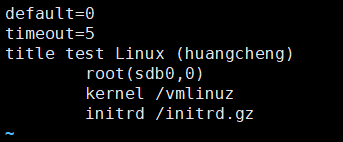 default=0
timeout=5
title test Linux (huangcheng)
root(sdb0,0)
kernel /vmlinuz
initrd /initrd.gz
~